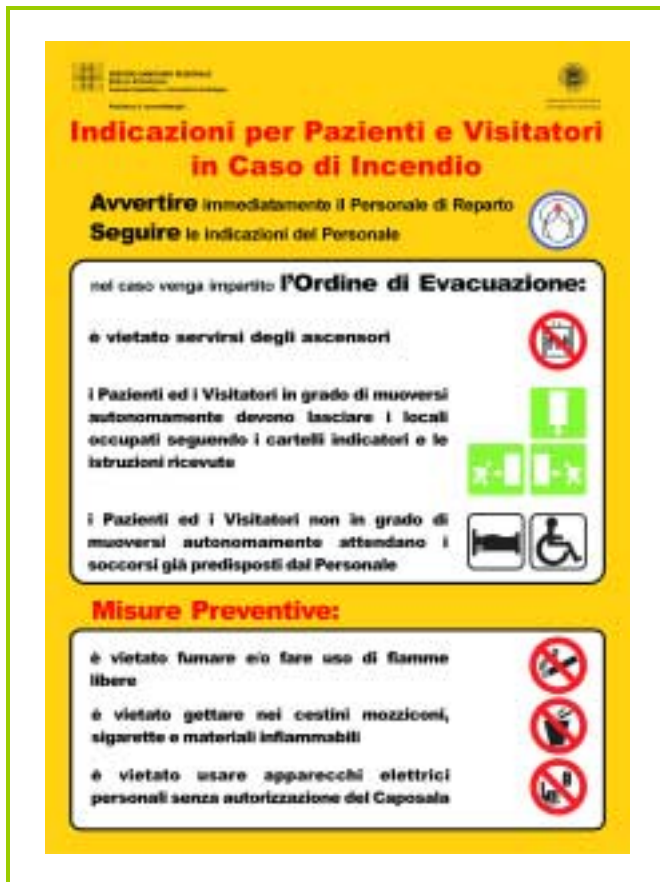 Indicazioni per Pazienti e Visitatori
in Caso di Incendio
Avvertire immediatamente il Personale di Reparto
Seguire le indicazioni del Personale
nel caso venga impartito l'Ordine di Evacuazione:
è vietato servirsi degli ascensori
i Pazienti ed i Visitatori in grado di muoversi
autonomamente devono lasciare i locali
occupati seguendo i cartelli indicatori e le
istruzioni ricevute
i Pazienti ed i Visitatori non in grado di
muoversi autonomamente attendano i
soccorsi già predisposti dal Personale
Misure Preventive:
è vietato fumare e/o fare uso di fiamme
libere
è vietato gettare nei cestini mozziconi,
sigarette e materiali infiammabili
è vietato usare apparecchi elettrici
personali senza autorizzazione del Caposala